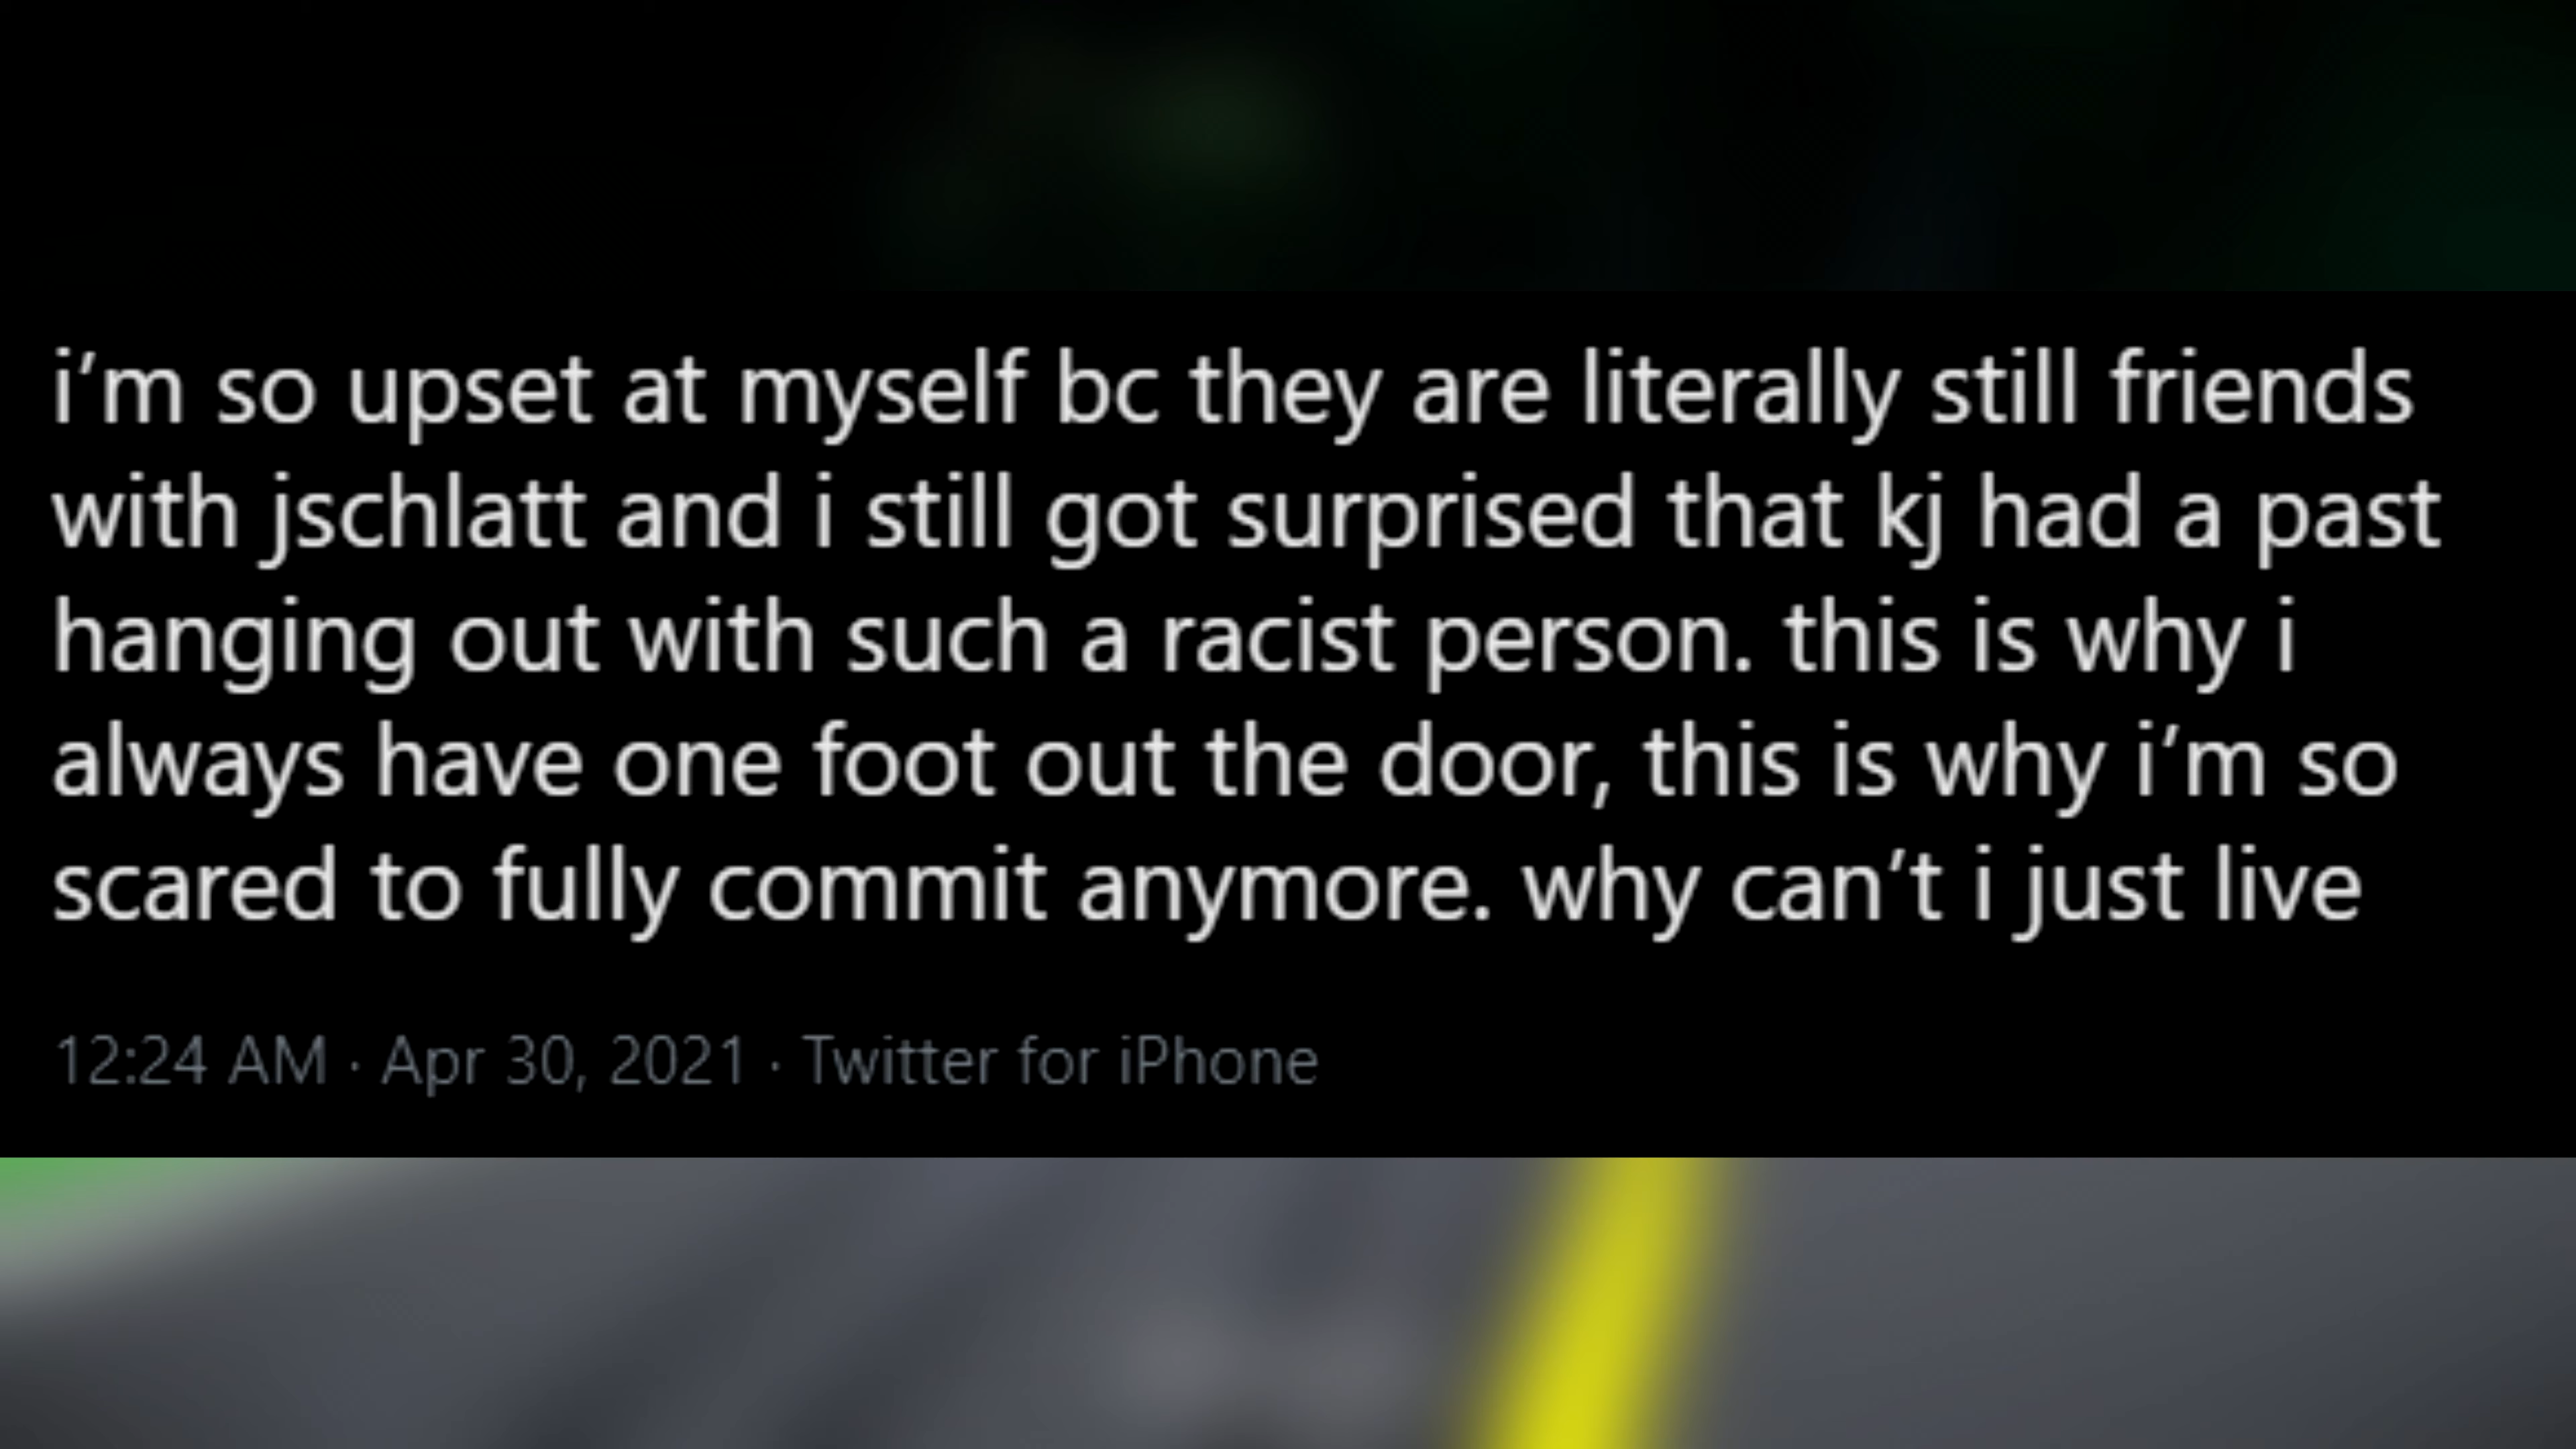 i’m so upset at myself bc they are literally still friends
with jschlatt and i still got surprised that kj had a past
hanging out with such a racist person. this is why i
always have one foot out the door, this is why i’m so
scared to fully commit anymore. why can’t i just live
12:24 AM · Apr 30, 2021 · Twitter for iPhone